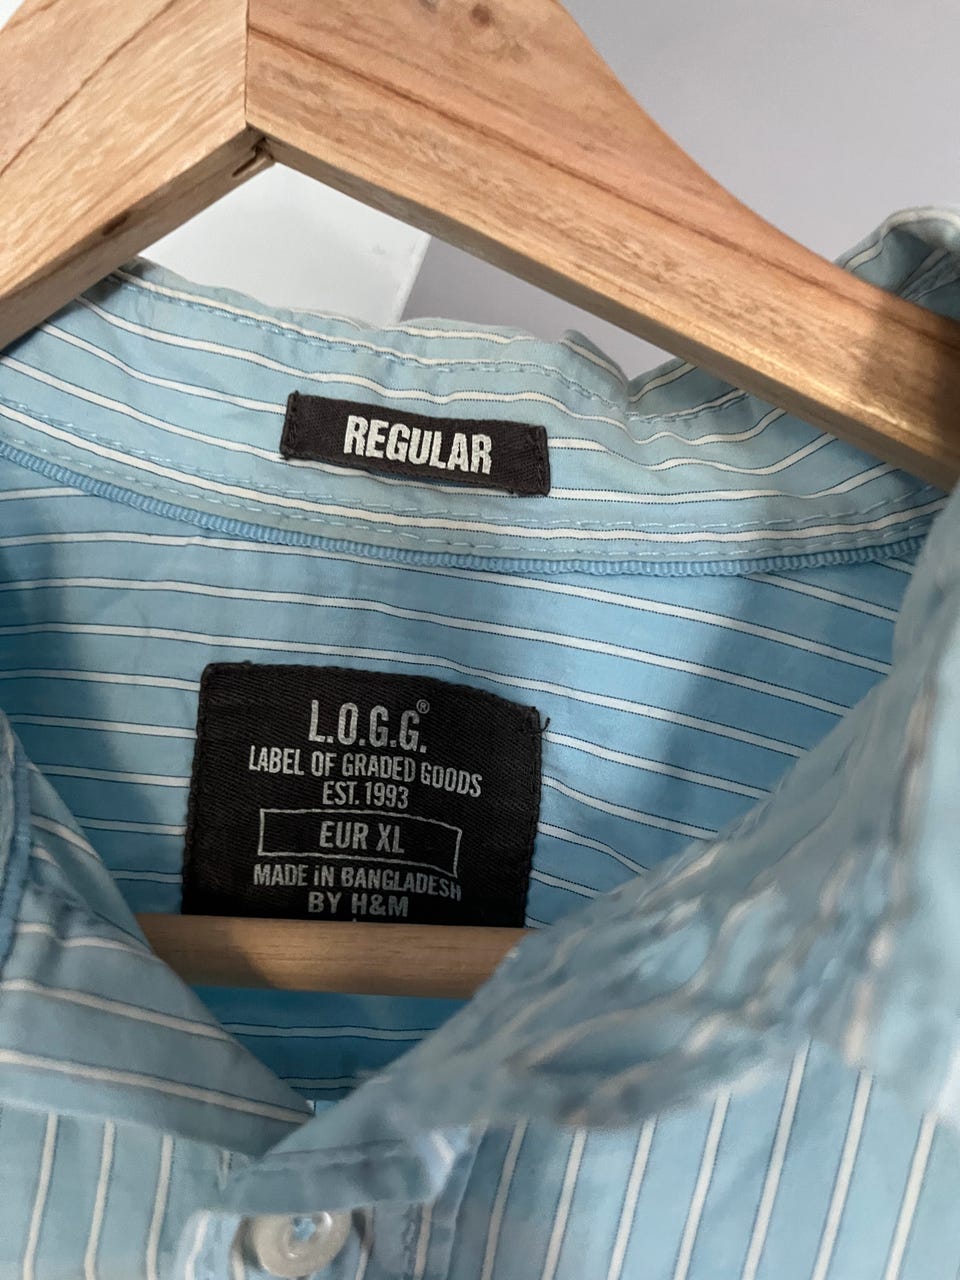 REGULAR
L.O.G.G.®
LABEL OF GRADED GOODS
EST. 1993
EUR XL
MADE IN BANGLADESH
BY H&M